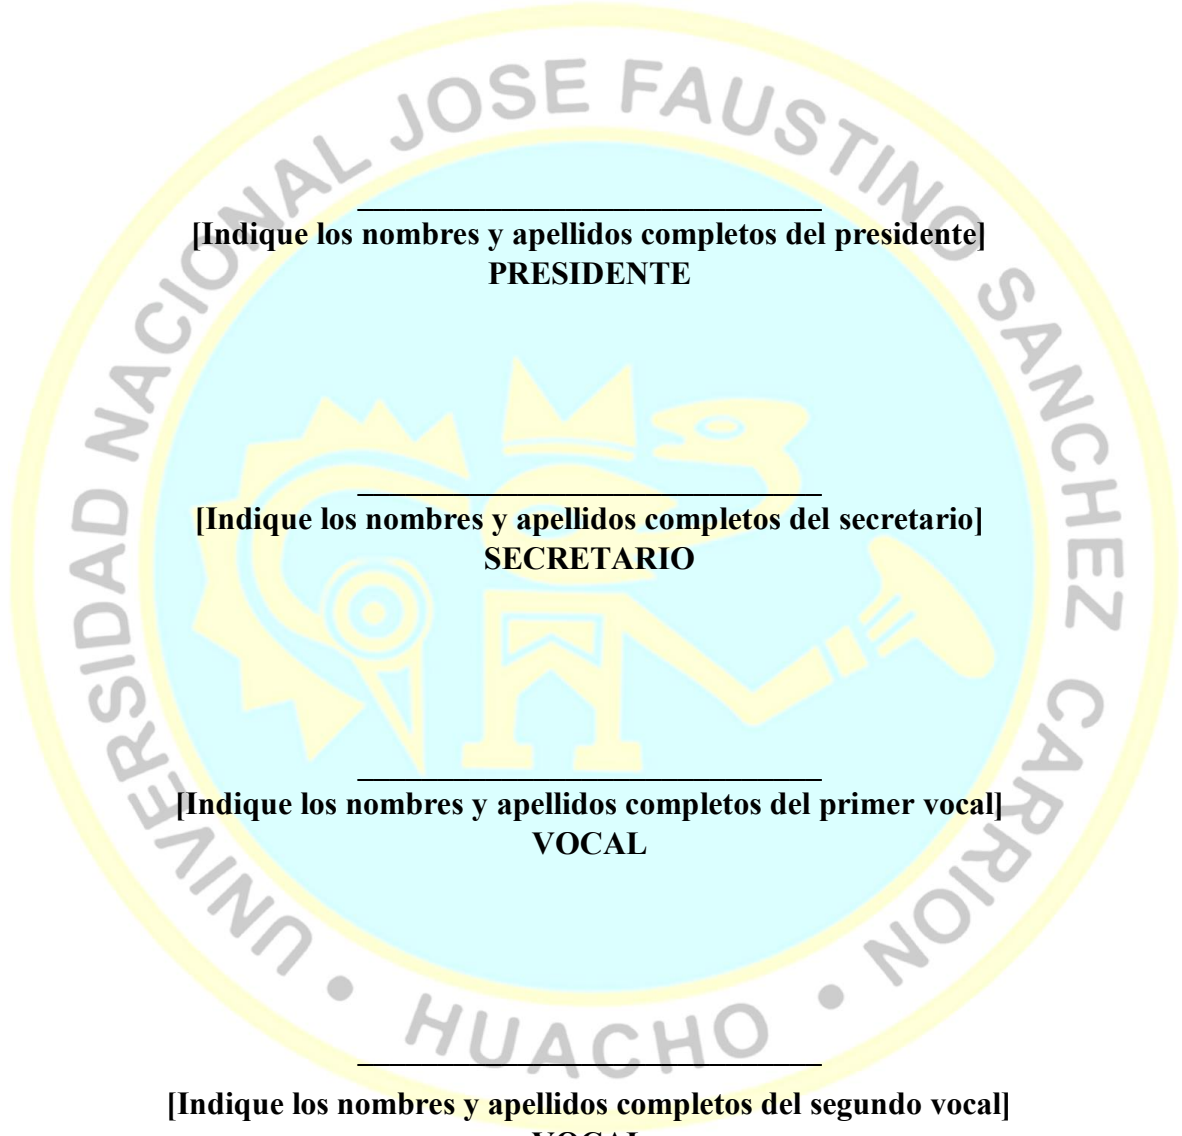 UNIVERSIDAD NACIONAL JOSE FAUSTINO SANCHEZ CARRION
• HUACHO •
[Indique los nombres y apellidos completos del presidente]
PRESIDENTE
[Indique los nombres y apellidos completos del secretario]
SECRETARIO
[Indique los nombres y apellidos completos del primer vocal]
VOCAL
[Indique los nombres y apellidos completos del segundo vocal]
VOCAL